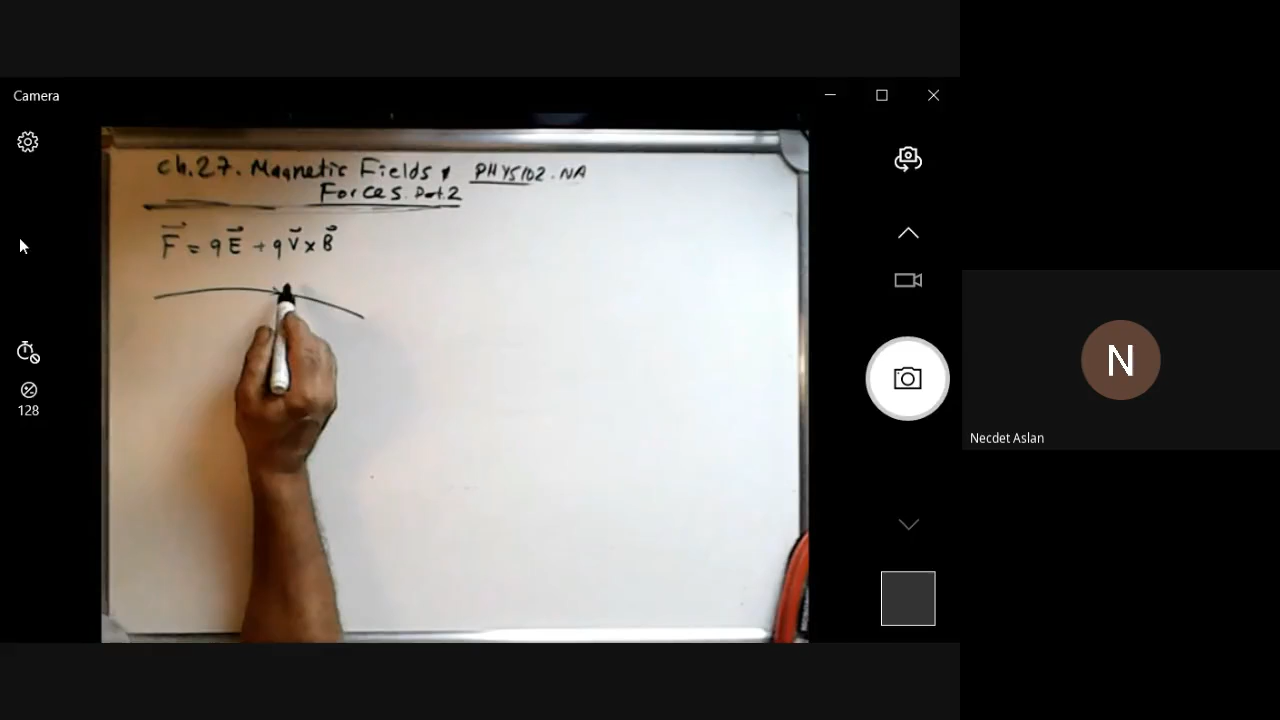 Camera
128
Ch.27. Magnetic Fields & PHYS102.NA
Forces. Part.2
F⃗ = qE⃗ + qV⃗ x B⃗
N
Necdet Aslan